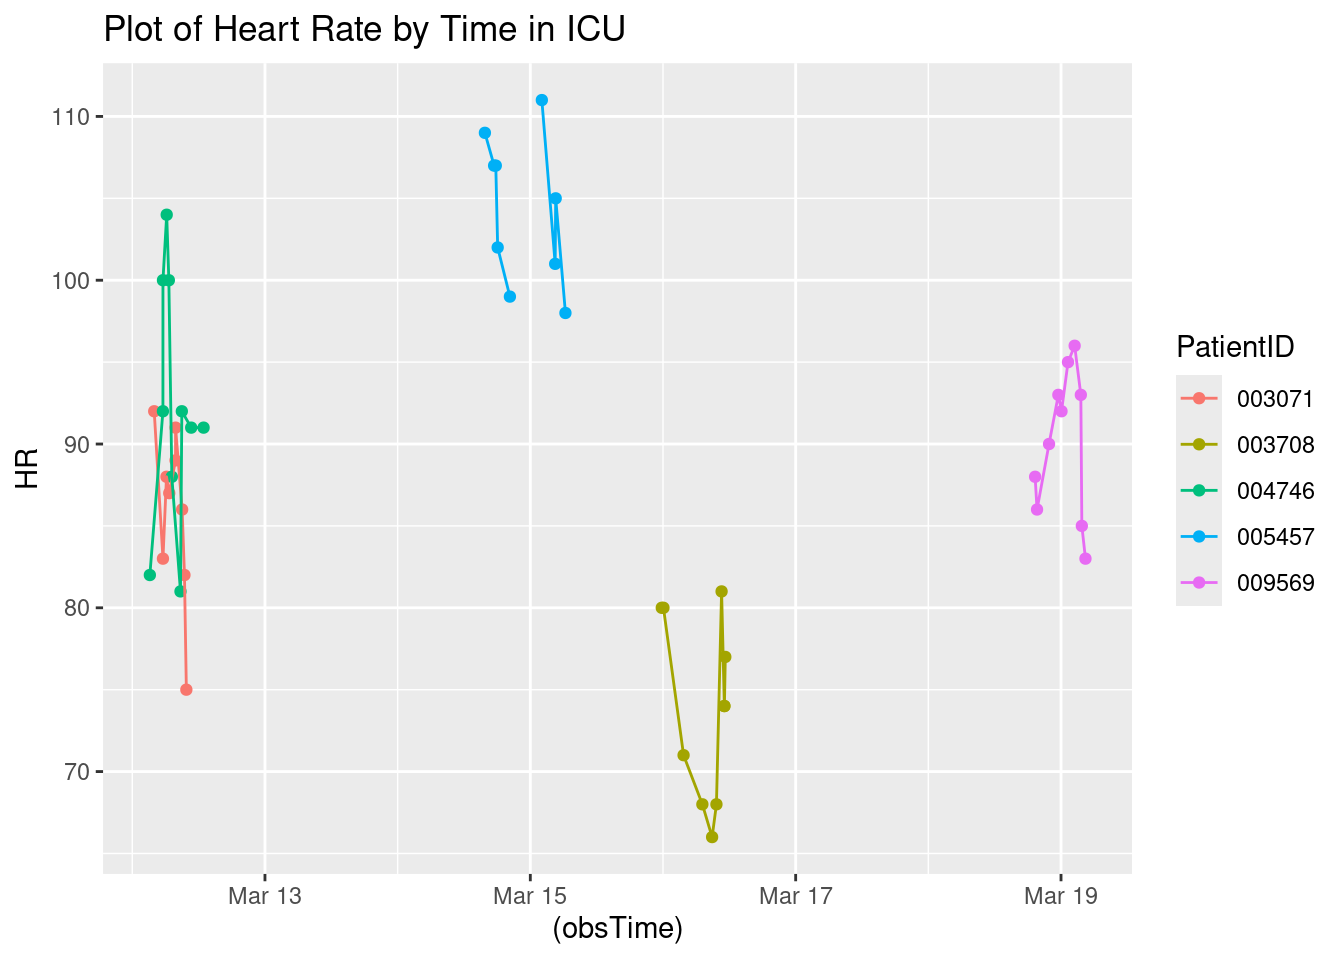 Plot of Heart Rate by Time in ICU
HR
110
100
90
80
70
Mar 13
Mar 15
Mar 17
Mar 19
(obsTime)
PatientID
003071
003708
004746
005457
009569